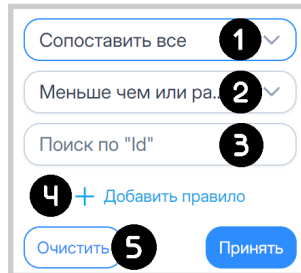 Сопоставить все 1
Меньше чем или ра... 2
Поиск по "Id" 3
4 + Добавить правило
Очистить 5 Принять